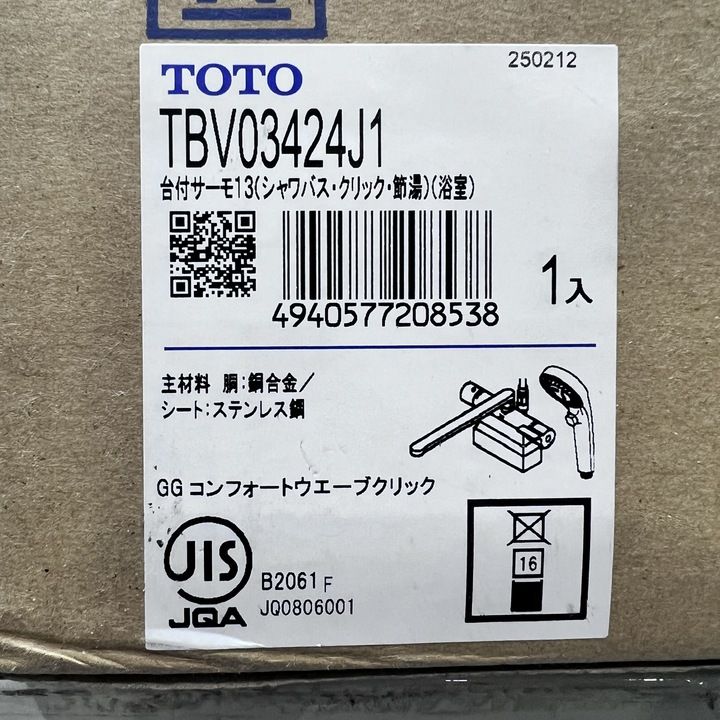 250212
TOTO
TBV03424J1
台付サーモ13(シャワバス・クリック・節湯)(浴室)
4940577208538
1入
主材料 胴:銅合金/
シート:ステンレス鋼
GG コンフォートウエーブクリック
16
JIS
JQA
B2061 F
JQ0806001